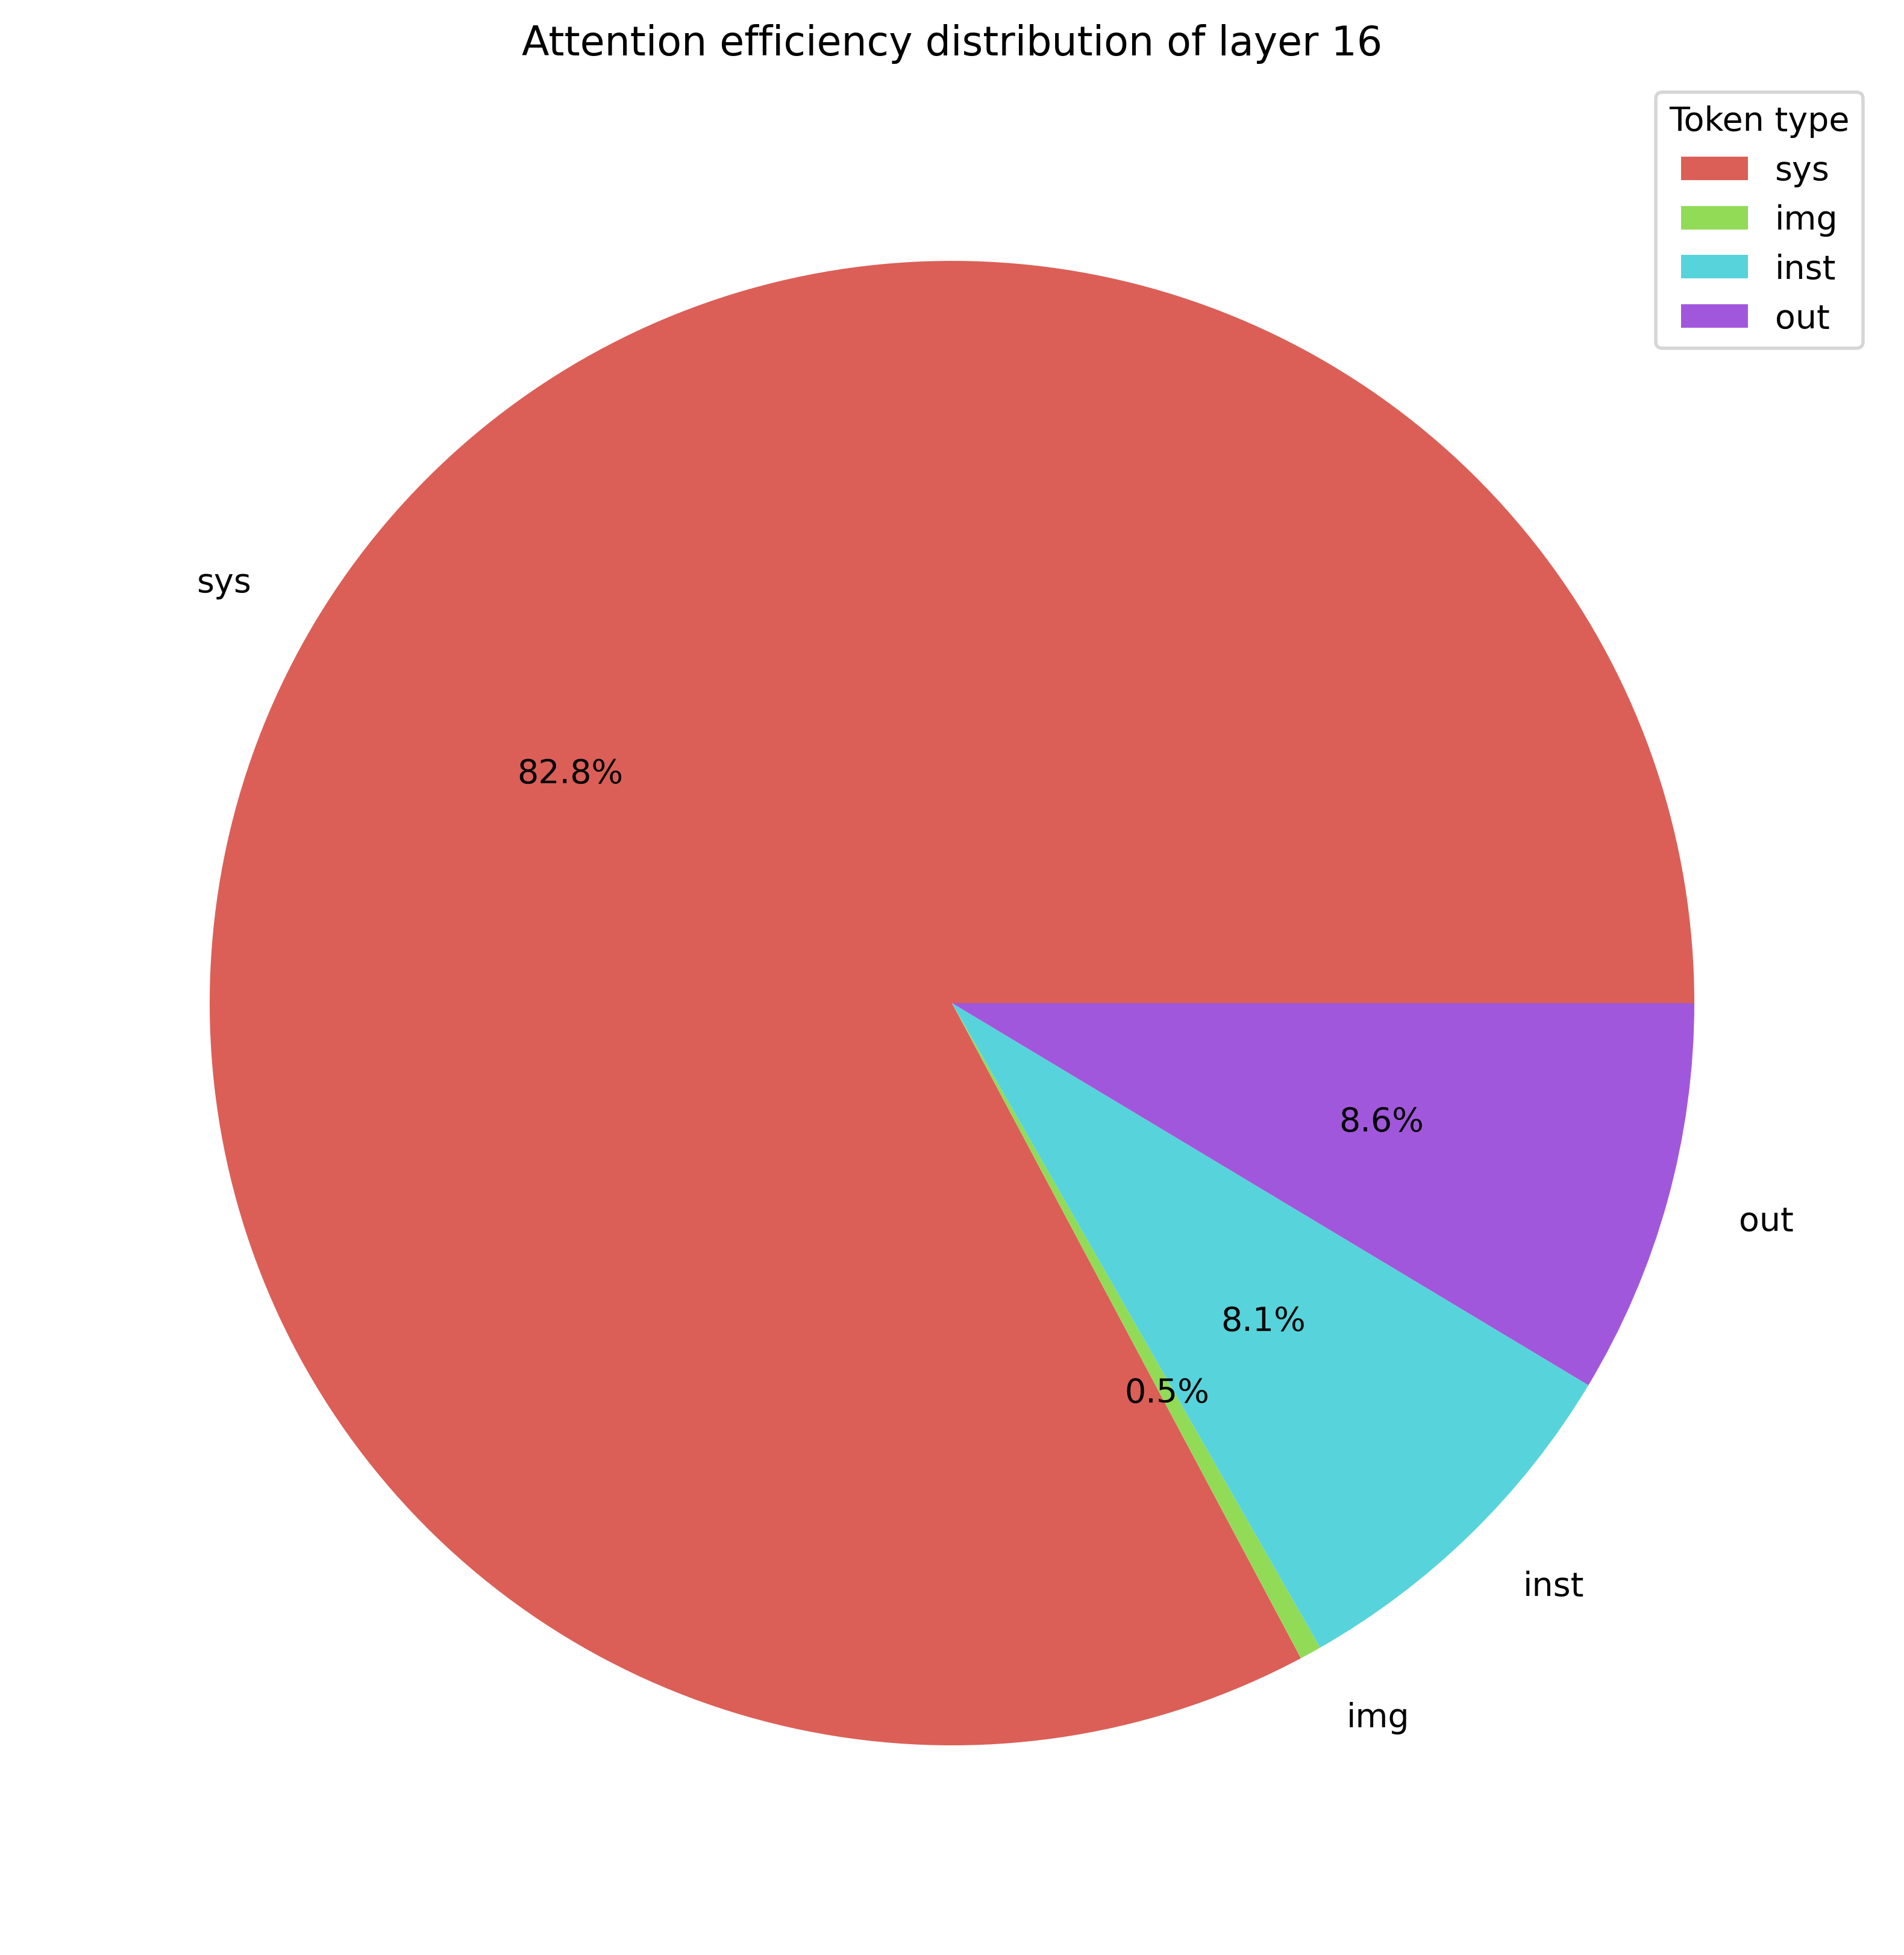 Attention efficiency distribution of layer 16
Token type
sys
img
inst
out
sys
82.8%
8.6%
out
8.1%
0.5%
inst
img